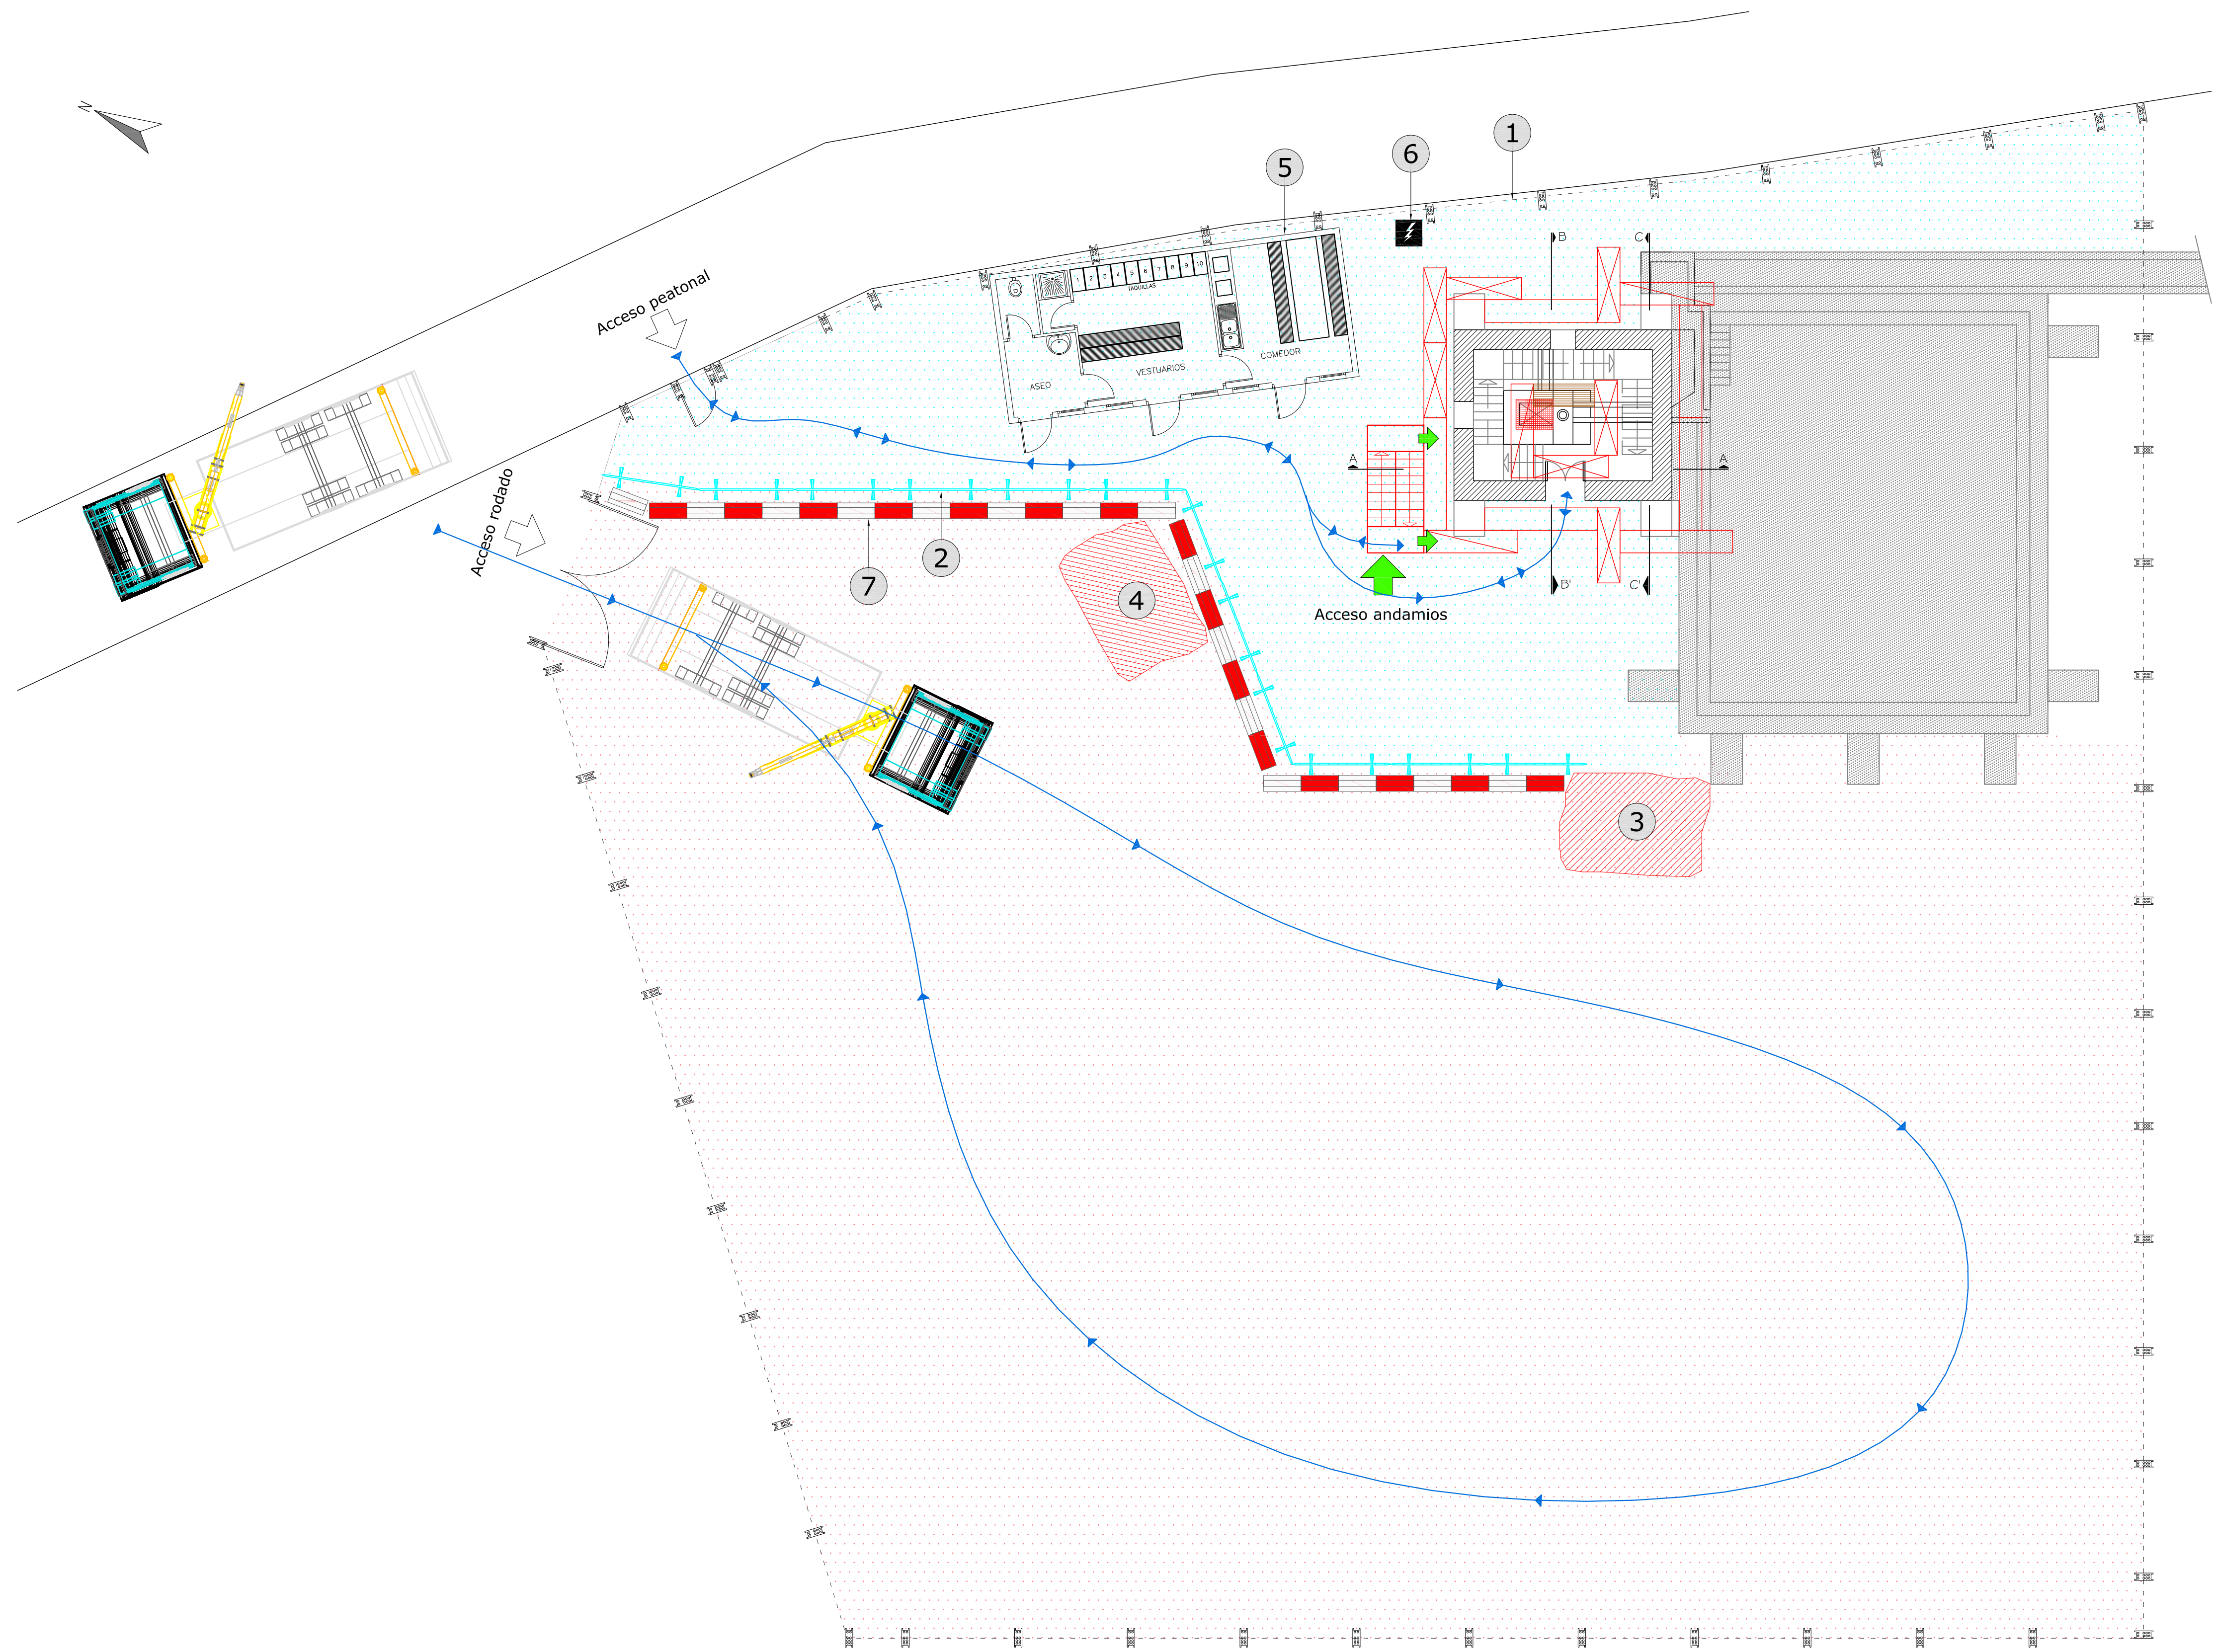 N
1
6
5
Acceso peatonal
1 2 3 4 5 6 7 8 9 10
TAQUILLAS
ASEO
VESTUARIOS
COMEDOR
B
C
A
A
Acceso rodado
2
7
4
B'
C'
Acceso andamios
3